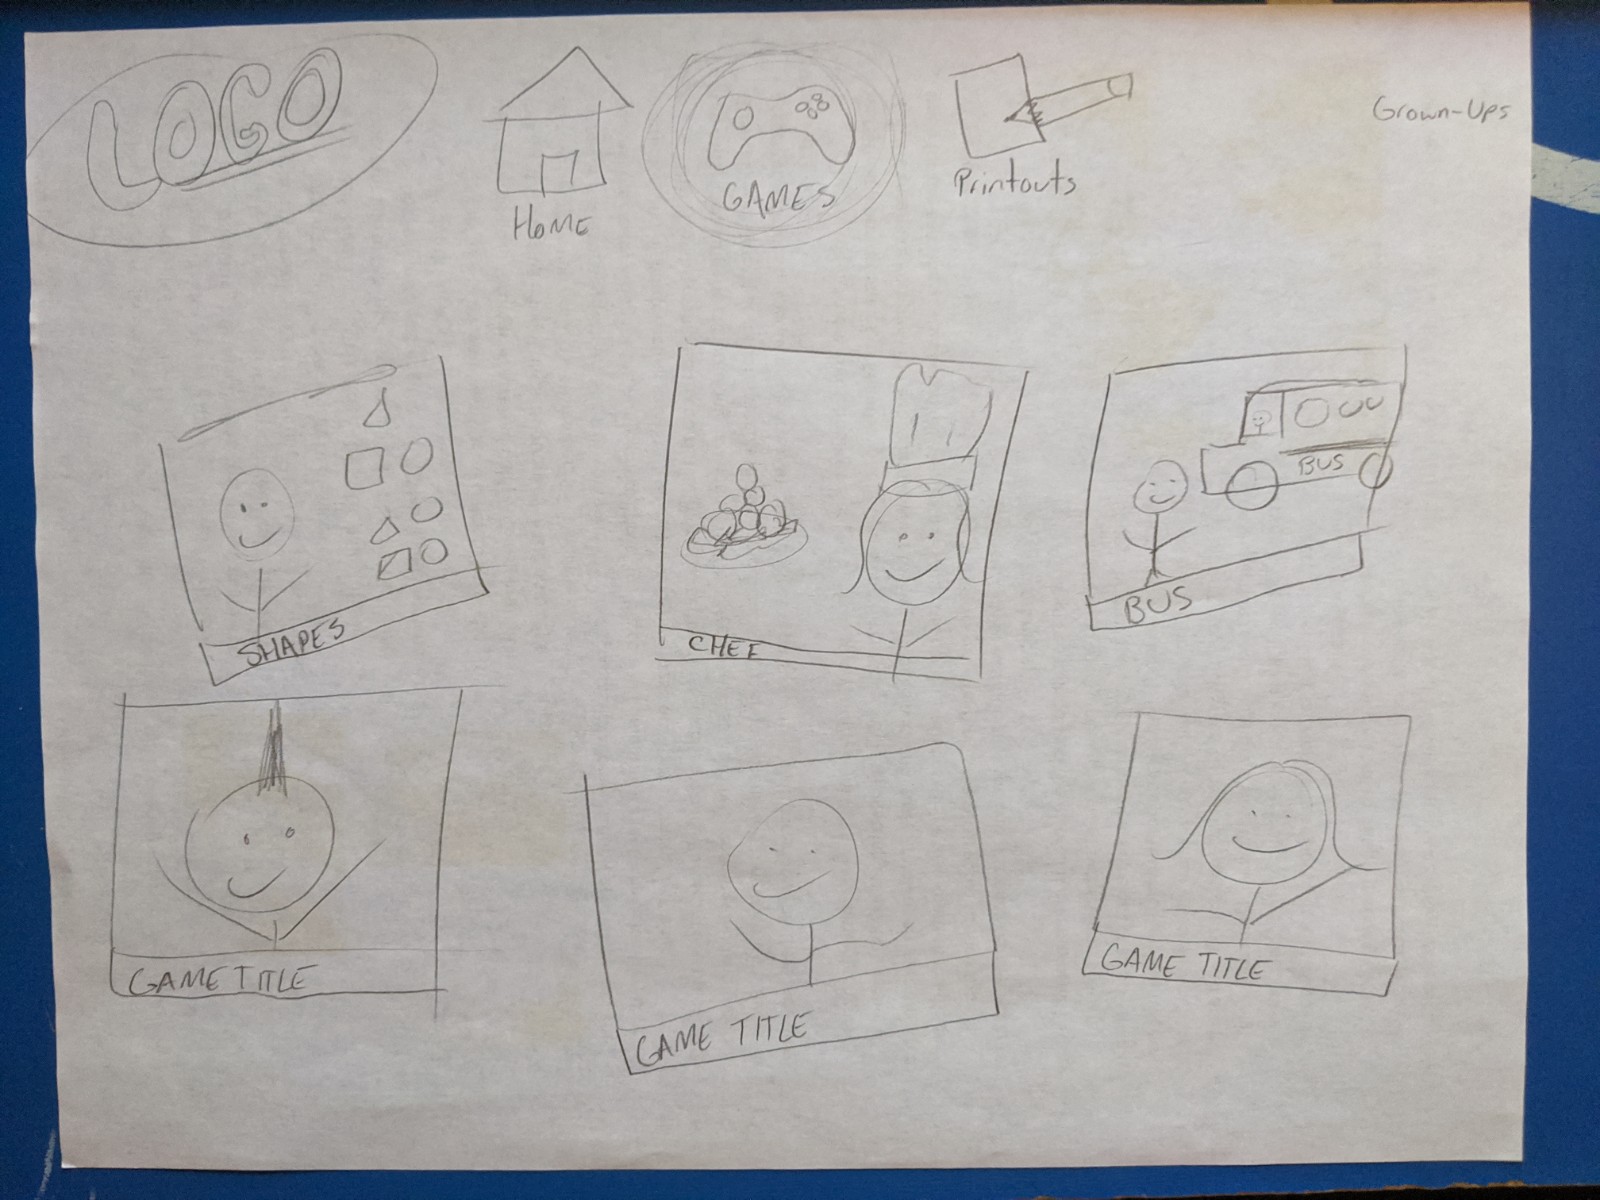 LOGO
HOME
GAMES
Printouts
Grown-Ups
SHAPES
CHEF
BUS
BUS
GAME TITLE
GAME TITLE
GAME TITLE